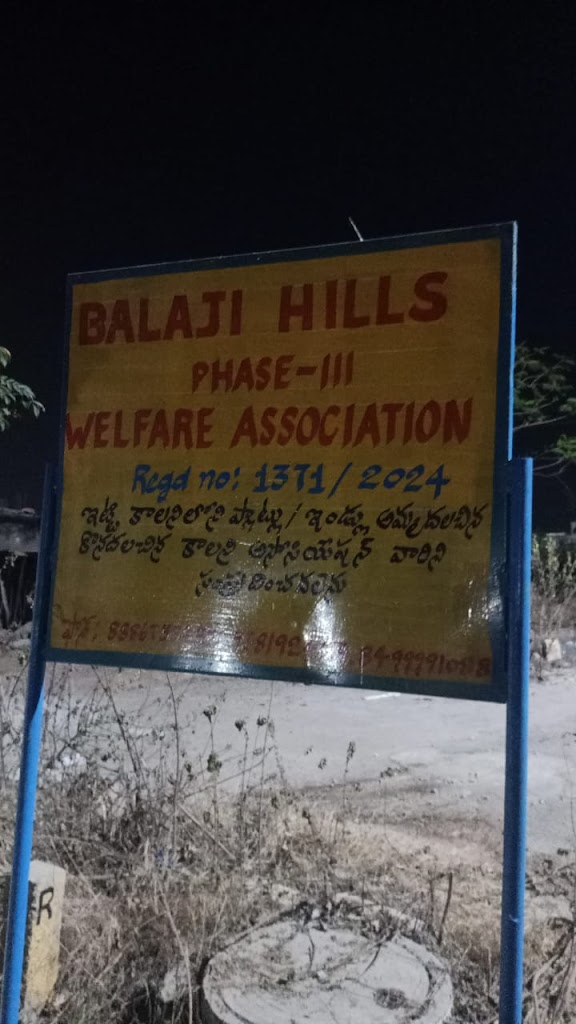 BALAJI HILLS
PHASE-III
WELFARE ASSOCIATION
Regd no: 1371/2024
ఇట్టి కాలనిలోని ప్లాట్లు/ఇండ్లు అమ్మదలచిన
కొనదలచిన కాలని అసోసియేషన్ వారిని
సంప్రదించవలెను
ఫోన్:
R